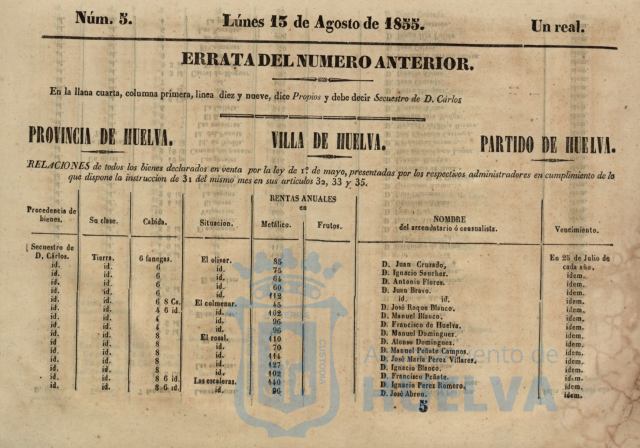 Núm. 5. Lúnes 13 de Agosto de 1855. Un real.
ERRATA DEL NUMERO ANTERIOR.
En la llana cuarta, columna primera, linea diez y nueve, dice Propios y debe decir Secuestro de D. Cárlos
PROVINCIA DE HUELVA. VILLA DE HUELVA. PARTIDO DE HUELVA.
RELACIONES de todos los bienes declarados en venta por la ley de 1.º de mayo, presentadas por los respectivos administradores en cumplimiento de lo
que dispone la instruccion de 31 del mismo mes en sus articulos 32, 33 y 35.
RENTAS ANUALES
en
Procedencia de bienes. Su clase. Cabida. Situacion. Metálico. Frutos. NOMBRE del arrendatario ó censualista. Vencimiento.
Secuestro de En 25 de Julio de
D. Cárlos. Tierra. 6 fanegas. El olivar. 85 D. Juan Cruzado, cada año.
id. id. 6 id. 75 D. Ignacio Sanchez. idem.
id. id. 6 id. 64 D. Antonio Flores. idem.
id. id. 6 id. 60 D. Juan Bravo. idem.
id. id. 6 id. 112 id. id. idem.
id. id. 6 8 Cs. El colmenar. 45 D. José Roque Blanco. idem.
id. id. 4 6 id. id. 102 D. Manuel Blanco. idem.
id. id. 4 id. 96 D. Francisco de Huelva. idem.
id. id. 8 id. 96 D. Manuel Dominguez. idem.
id. id. 8 El rosal. 110 D. Alonso Dominguez. idem.
id. id. 8 id. 70 D. Manuel Peñate Campos. idem.
id. id. 8 id. 114 D. José María Perez Villares. idem.
id. id. 8 id. 127 D. Ignacio Blanco. idem.
id. id. 8 6 id. id. 102 D. Francisco Peñate. idem.
id. id. 8 Las escaleras. 140 D. Ignacio Perez Romero. idem.
id. id. 8 6 id. id. 96 D. José Abreu. idem.
5
Ayuntamiento de
HUELVA